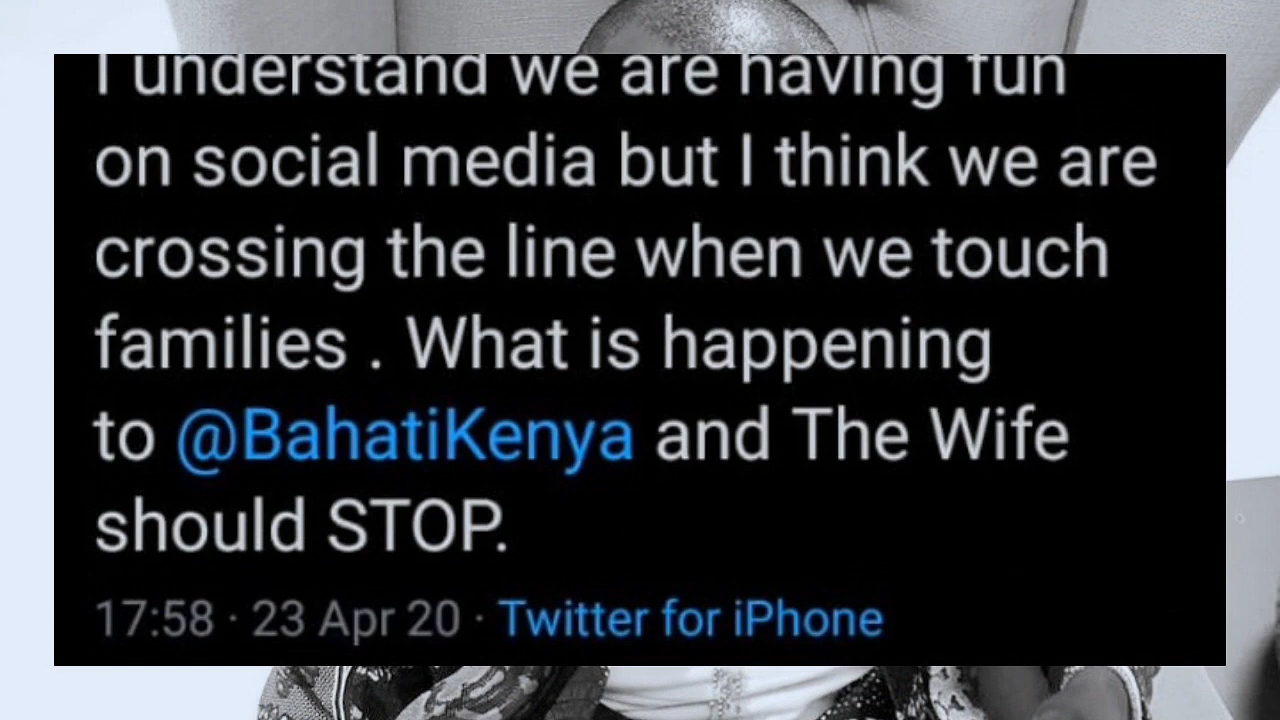 I understand we are having fun
on social media but I think we are
crossing the line when we touch
families . What is happening
to @BahatiKenya and The Wife
should STOP.
17:58 · 23 Apr 20 · Twitter for iPhone